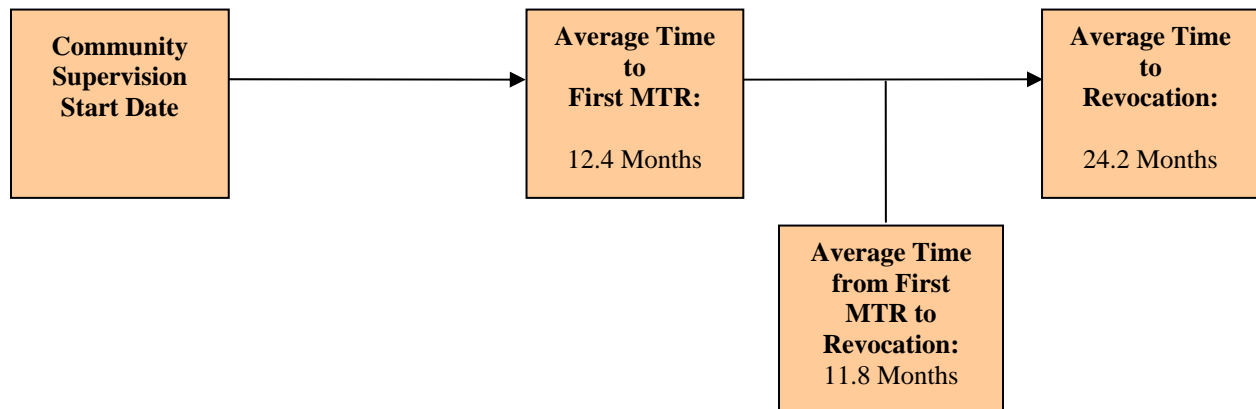 Community
Supervision
Start Date
Average Time
to
First MTR:
12.4 Months
Average Time
to
Revocation:
24.2 Months
Average Time
from First
MTR to
Revocation:
11.8 Months